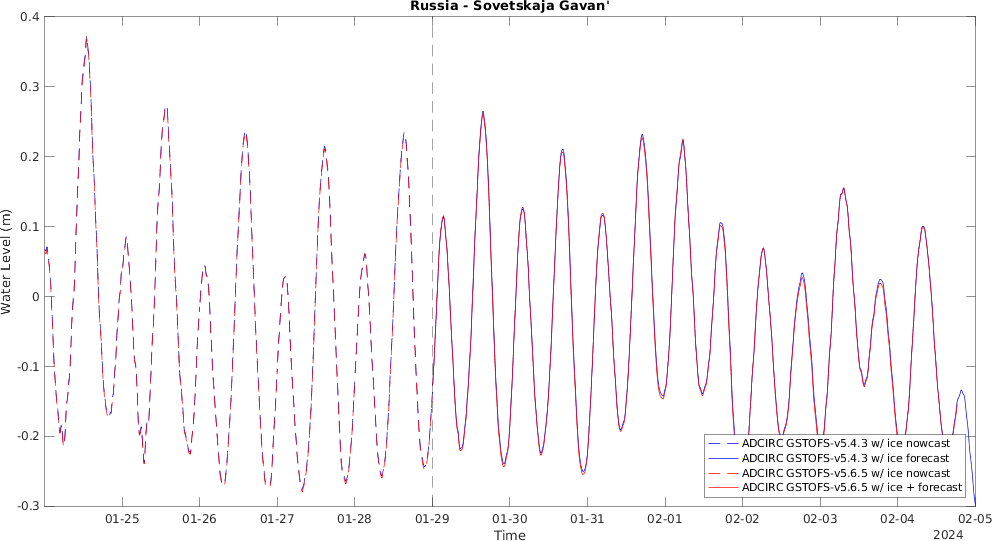 Russia - Sovetskaja Gavan'
Water Level (m)
0.4
0.3
0.2
0.1
0
-0.1
-0.2
-0.3
ADCIRC GSTOFS-v5.4.3 w/ ice nowcast
ADCIRC GSTOFS-v5.4.3 w/ ice forecast
ADCIRC GSTOFS-v5.6.5 w/ ice nowcast
ADCIRC GSTOFS-v5.6.5 w/ ice + forecast
01-25 01-26 01-27 01-28 01-29 01-30 01-31 02-01 02-02 02-03 02-04 02-05
Time
2024